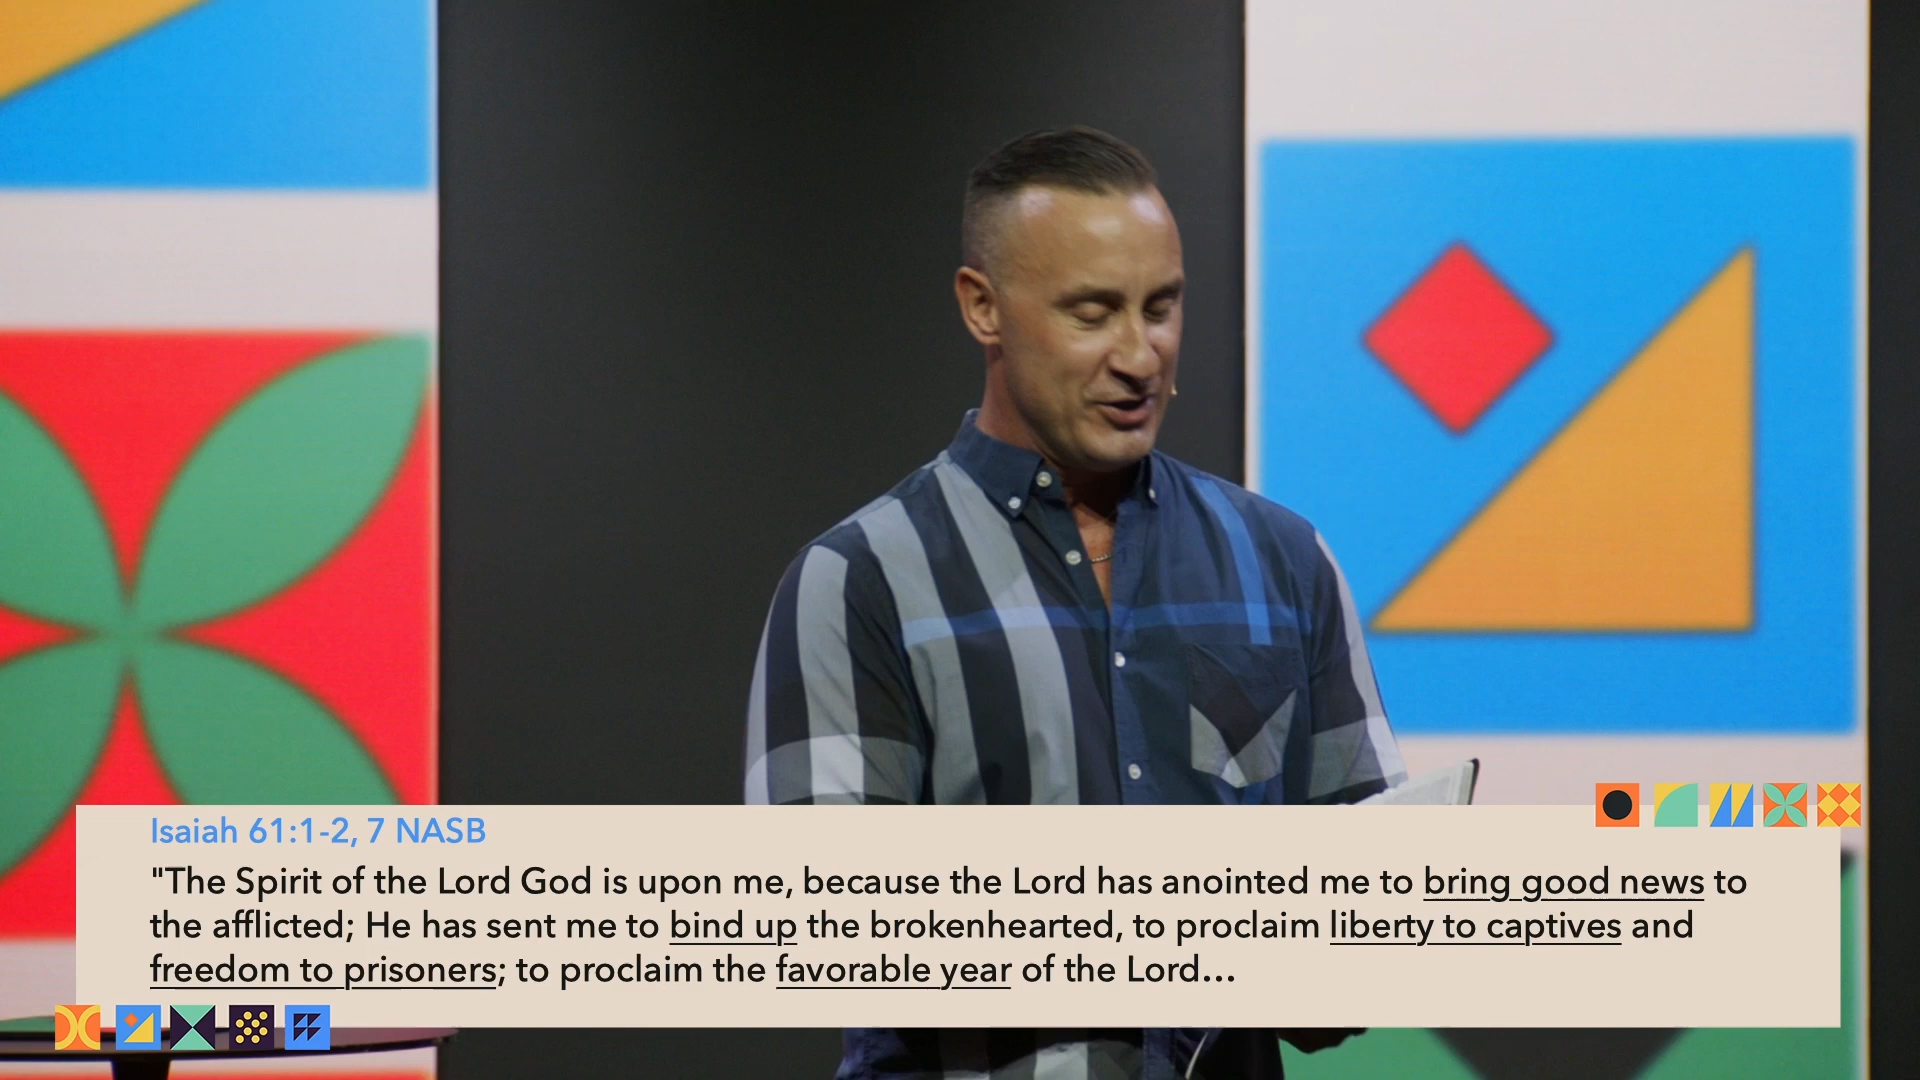 Isaiah 61:1-2, 7 NASB
"The Spirit of the Lord God is upon me, because the Lord has anointed me to bring good news to
the afflicted; He has sent me to bind up the brokenhearted, to proclaim liberty to captives and
freedom to prisoners; to proclaim the favorable year of the Lord...